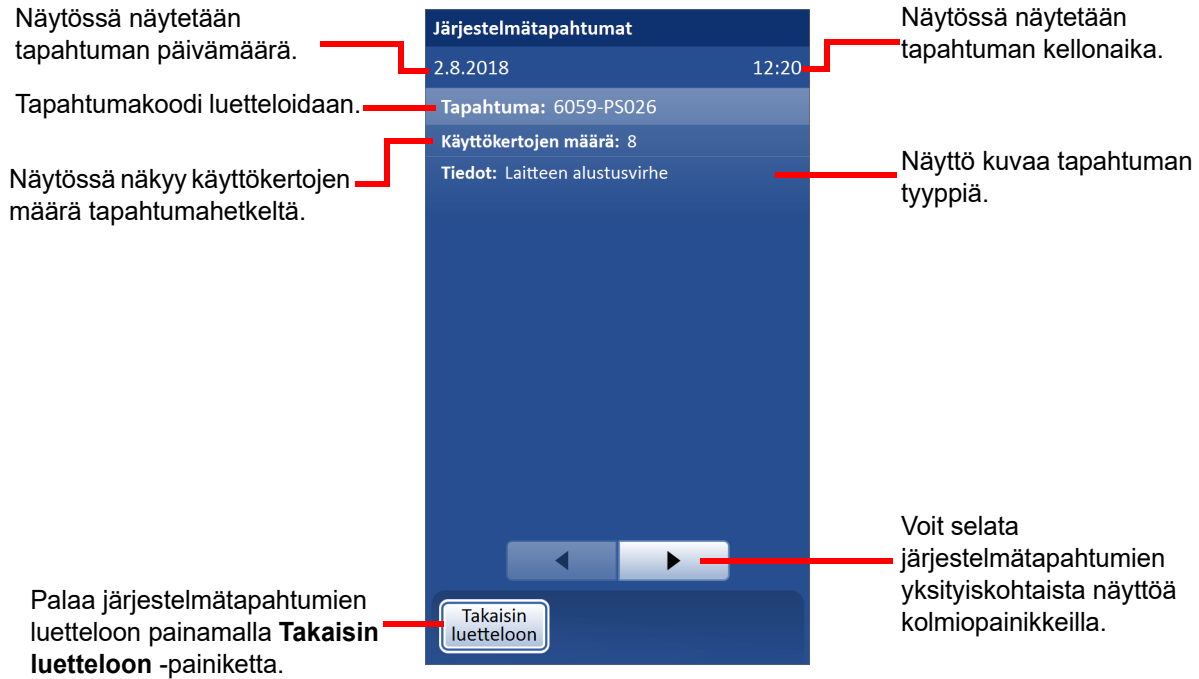 Näytössä näytetään
tapahtuman päivämäärä.
Tapahtumakoodi luetteloidaan.
Näytössä näkyy käyttökertojen
määrä tapahtumahetkeltä.
Palaa järjestelmätapahtumien
luetteloon painamalla Takaisin
luetteloon -painiketta.
Järjestelmätapahtumat
2.8.2018 12:20
Tapahtuma: 6059-PS026
Käyttökertojen määrä: 8
Tiedot: Laitteen alustusvirhe
Takaisin
luetteloon
Näytössä näytetään
tapahtuman kellonaika.
Näyttö kuvaa tapahtuman
tyyppiä.
Voit selata
järjestelmätapahtumien
yksityiskohtaista näyttöä
kolmiopainikkeilla.